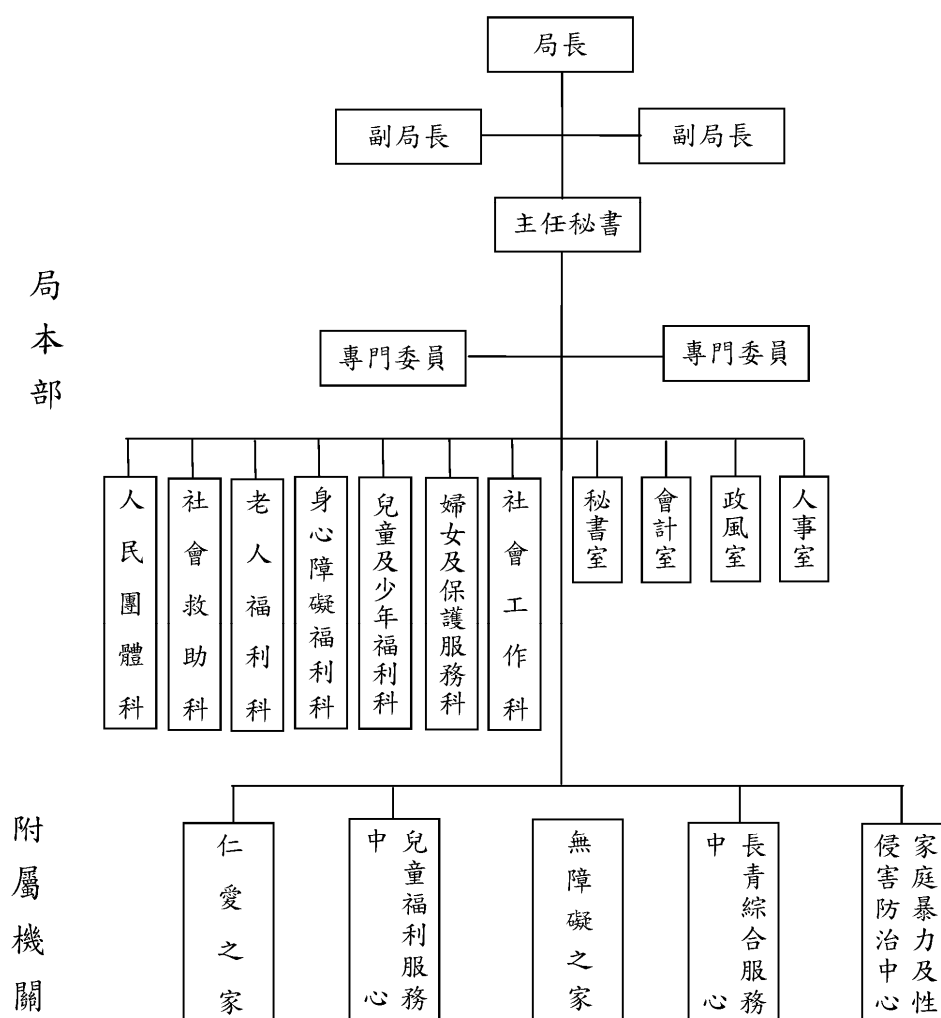 局長
副局長
副局長
主任秘書
局本部
專門委員
專門委員
人民團體科
社會救助科
老人福利科
身心障礙福利科
兒童及少年福利科
婦女及保護服務科
社會工作科
秘書室
會計室
政風室
人事室
附屬機關
仁愛之家
兒童福利服務
中心
無障礙之家
長青綜合服務
中心
家庭暴力及性
侵害防治中心